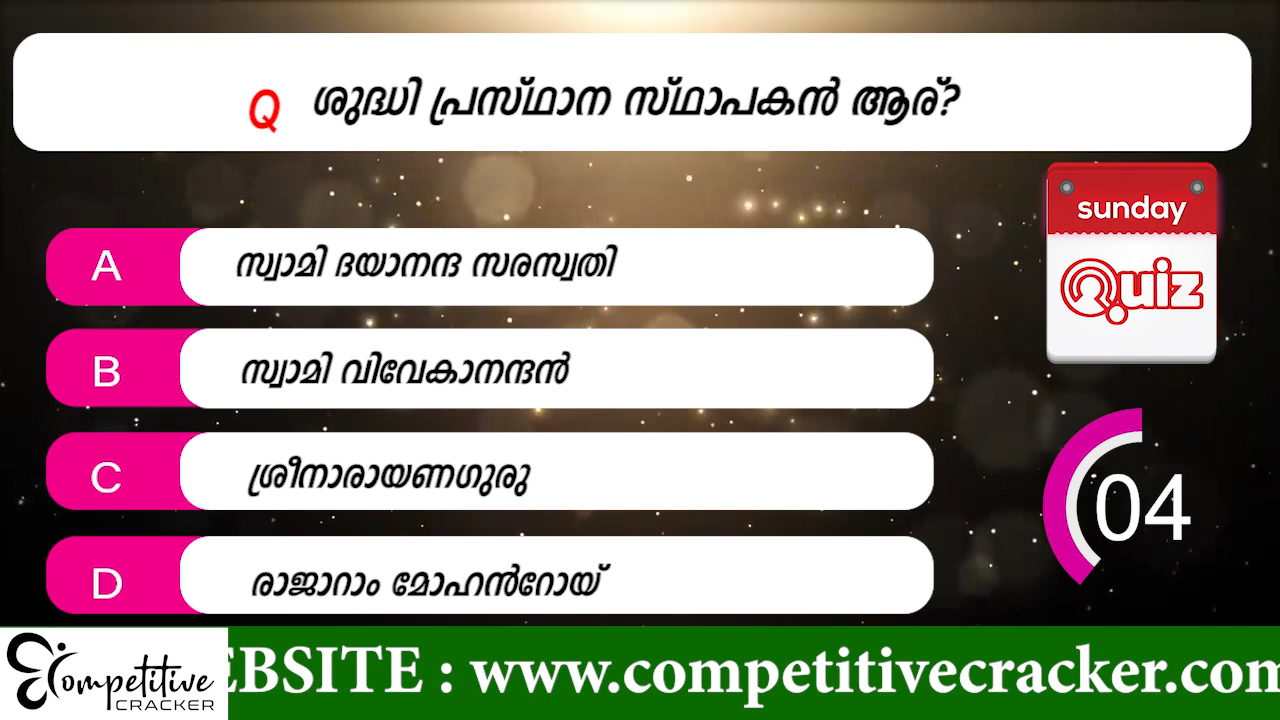 Q ശുദ്ധി പ്രസ്ഥാന സ്ഥാപകൻ ആര്?
sunday
Quiz
A സ്വാമി ദയാനന്ദ സരസ്വതി
B സ്വാമി വിവേകാനന്ദൻ
C ശ്രീനാരായണഗുരു
04
D രാജാറാം മോഹൻറോയ്
Competitive
CRACKER
EBSITE : www.competitivecracker.com